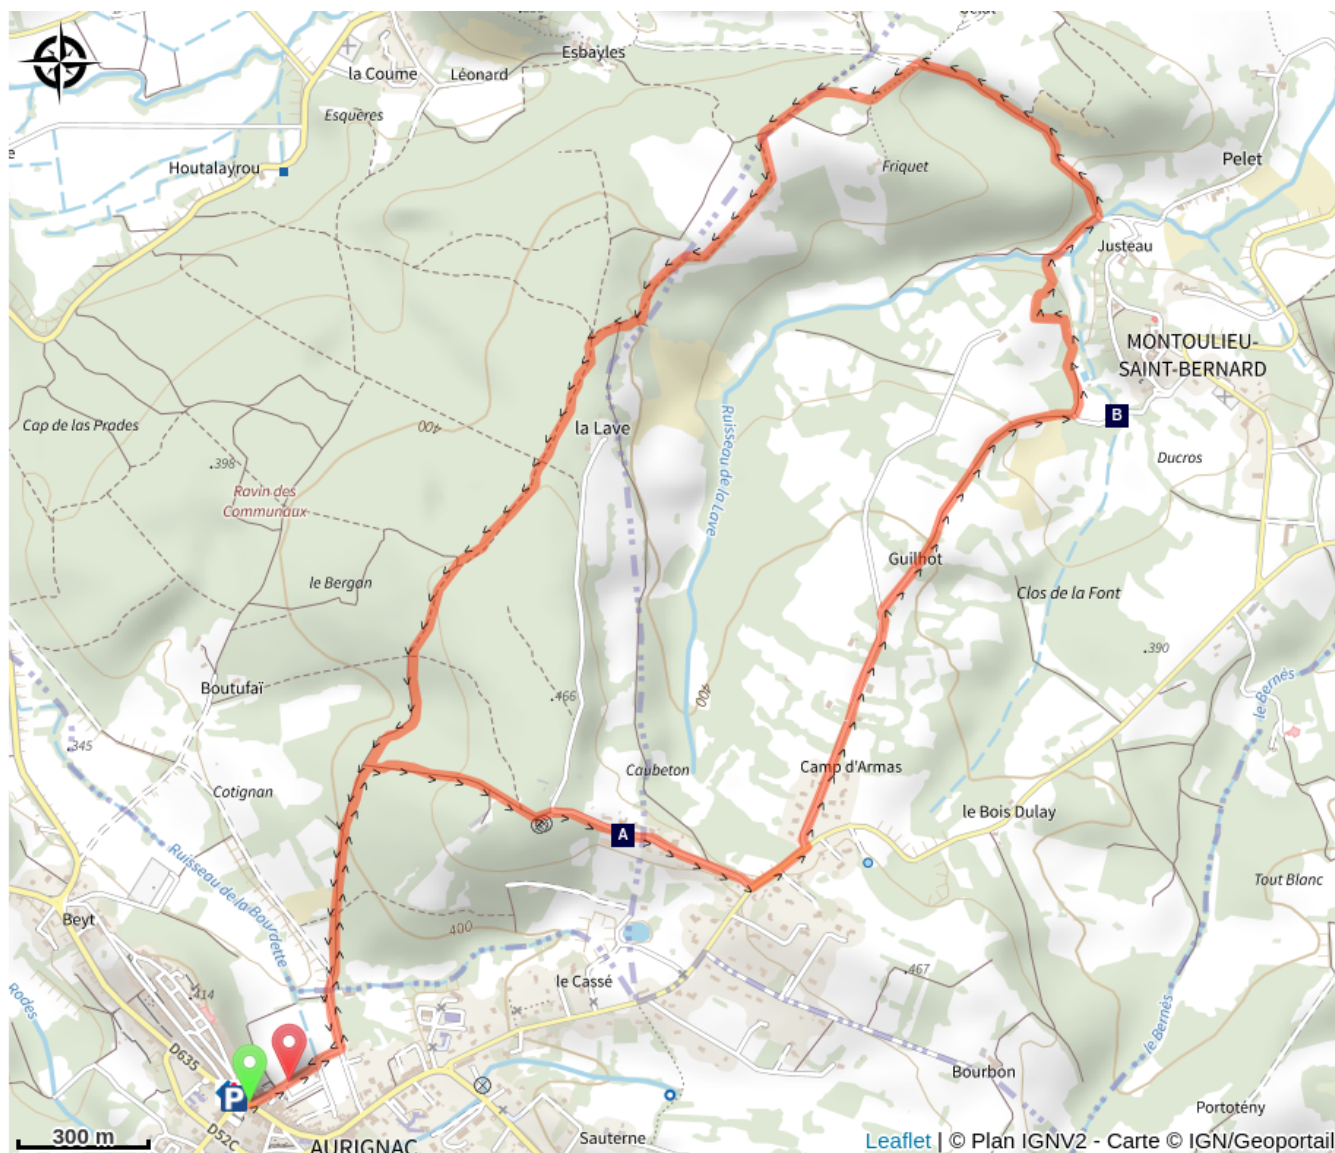 Esbayles
la Coume
Léonard
Esquères
Houtalayrou
Friquet
Pelet
Justeau
MONTOULIEU-
SAINT-BERNARD
B
Ducros
Cap de las Prades
400
la Lave
Ruisseau de la Lave
.398
Ravin des
Communaux
le Bergon
Guilhot
Clos de la Font
.390
Boutufaï
.466
400
le Bernès
.345
Caubeton
Camp d'Armas
Cotignan
le Bois Dulay
A
Ruisseau de la Bourdette
Tout Blanc
Beyt
400
.467
le Cassé
Rodes
.414
le Bernès
D635
P
Bourbon
D52C
Portotény
300 m
AURIGNAC
Sauterne
Leaflet | © Plan IGNV2 - Carte © IGN/Geoportail